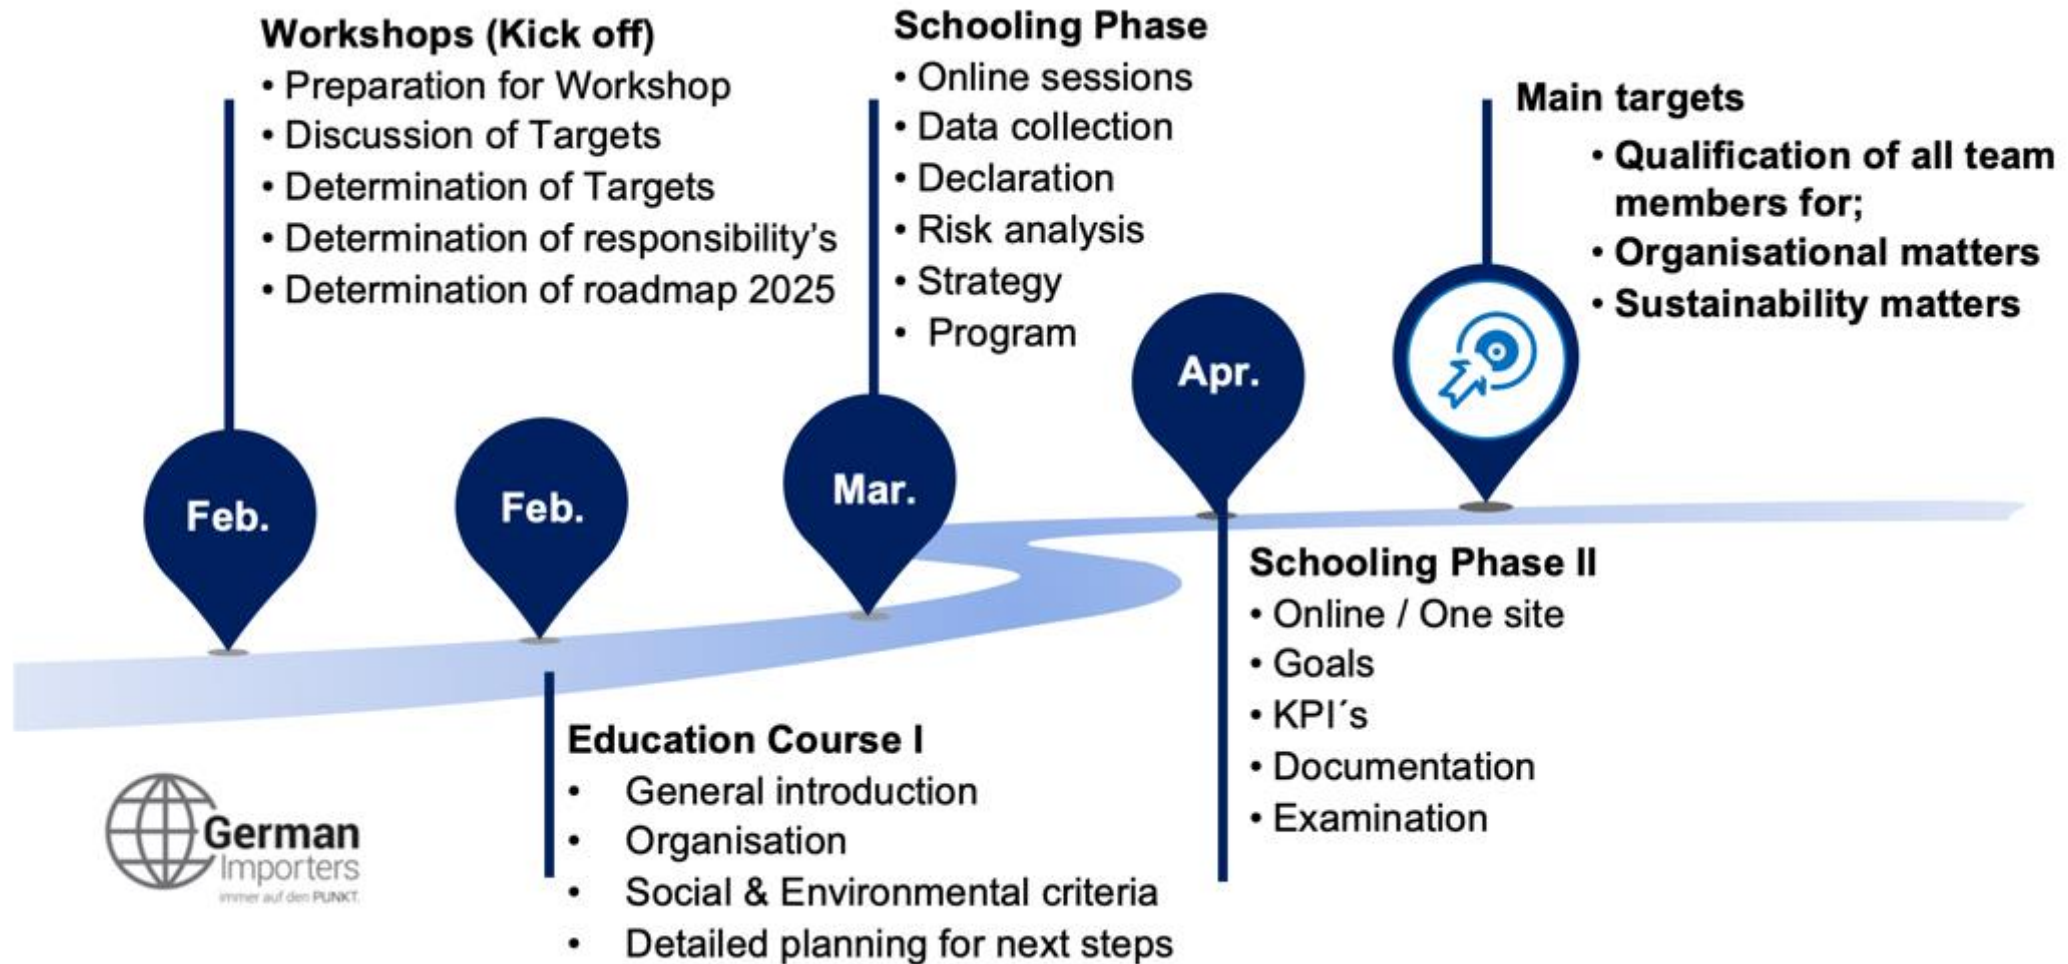 Workshops (Kick off)
• Preparation for Workshop
• Discussion of Targets
• Determination of Targets
• Determination of responsibility's
• Determination of roadmap 2025
Feb.
Feb.
Education Course I
• General introduction
• Organisation
• Social & Environmental criteria
• Detailed planning for next steps
Schooling Phase
• Online sessions
• Data collection
• Declaration
• Risk analysis
• Strategy
• Program
Mar.
Apr.
Schooling Phase II
• Online / One site
• Goals
• KPI´s
• Documentation
• Examination
Main targets
• Qualification of all team
members for;
• Organisational matters
• Sustainability matters
German
Importers
immer auf den PUNKT.